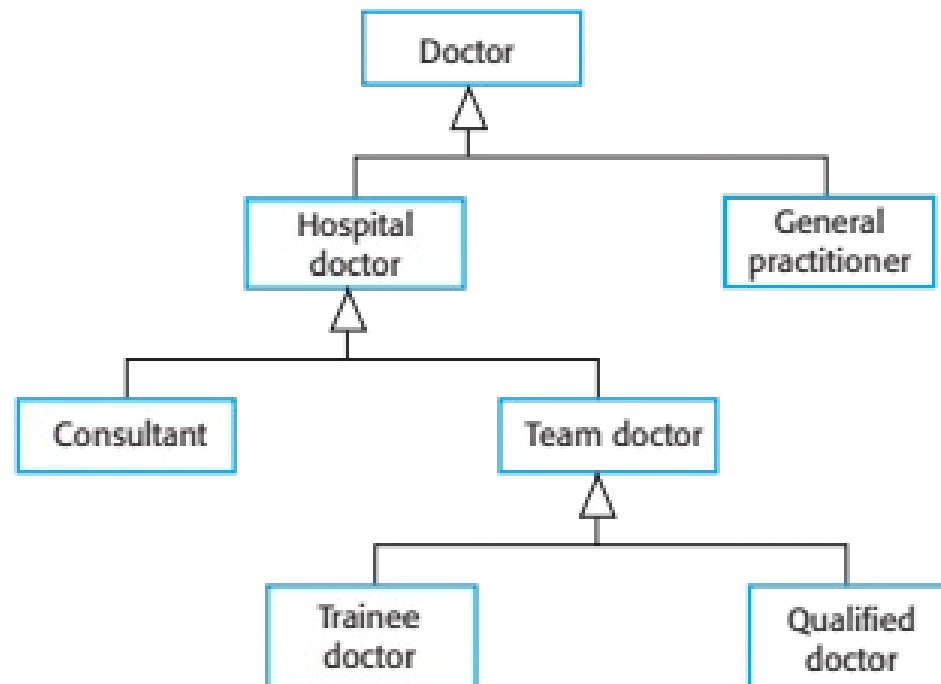 Doctor
Hospital
doctor
General
practitioner
Consultant
Team doctor
Trainee
doctor
Qualified
doctor